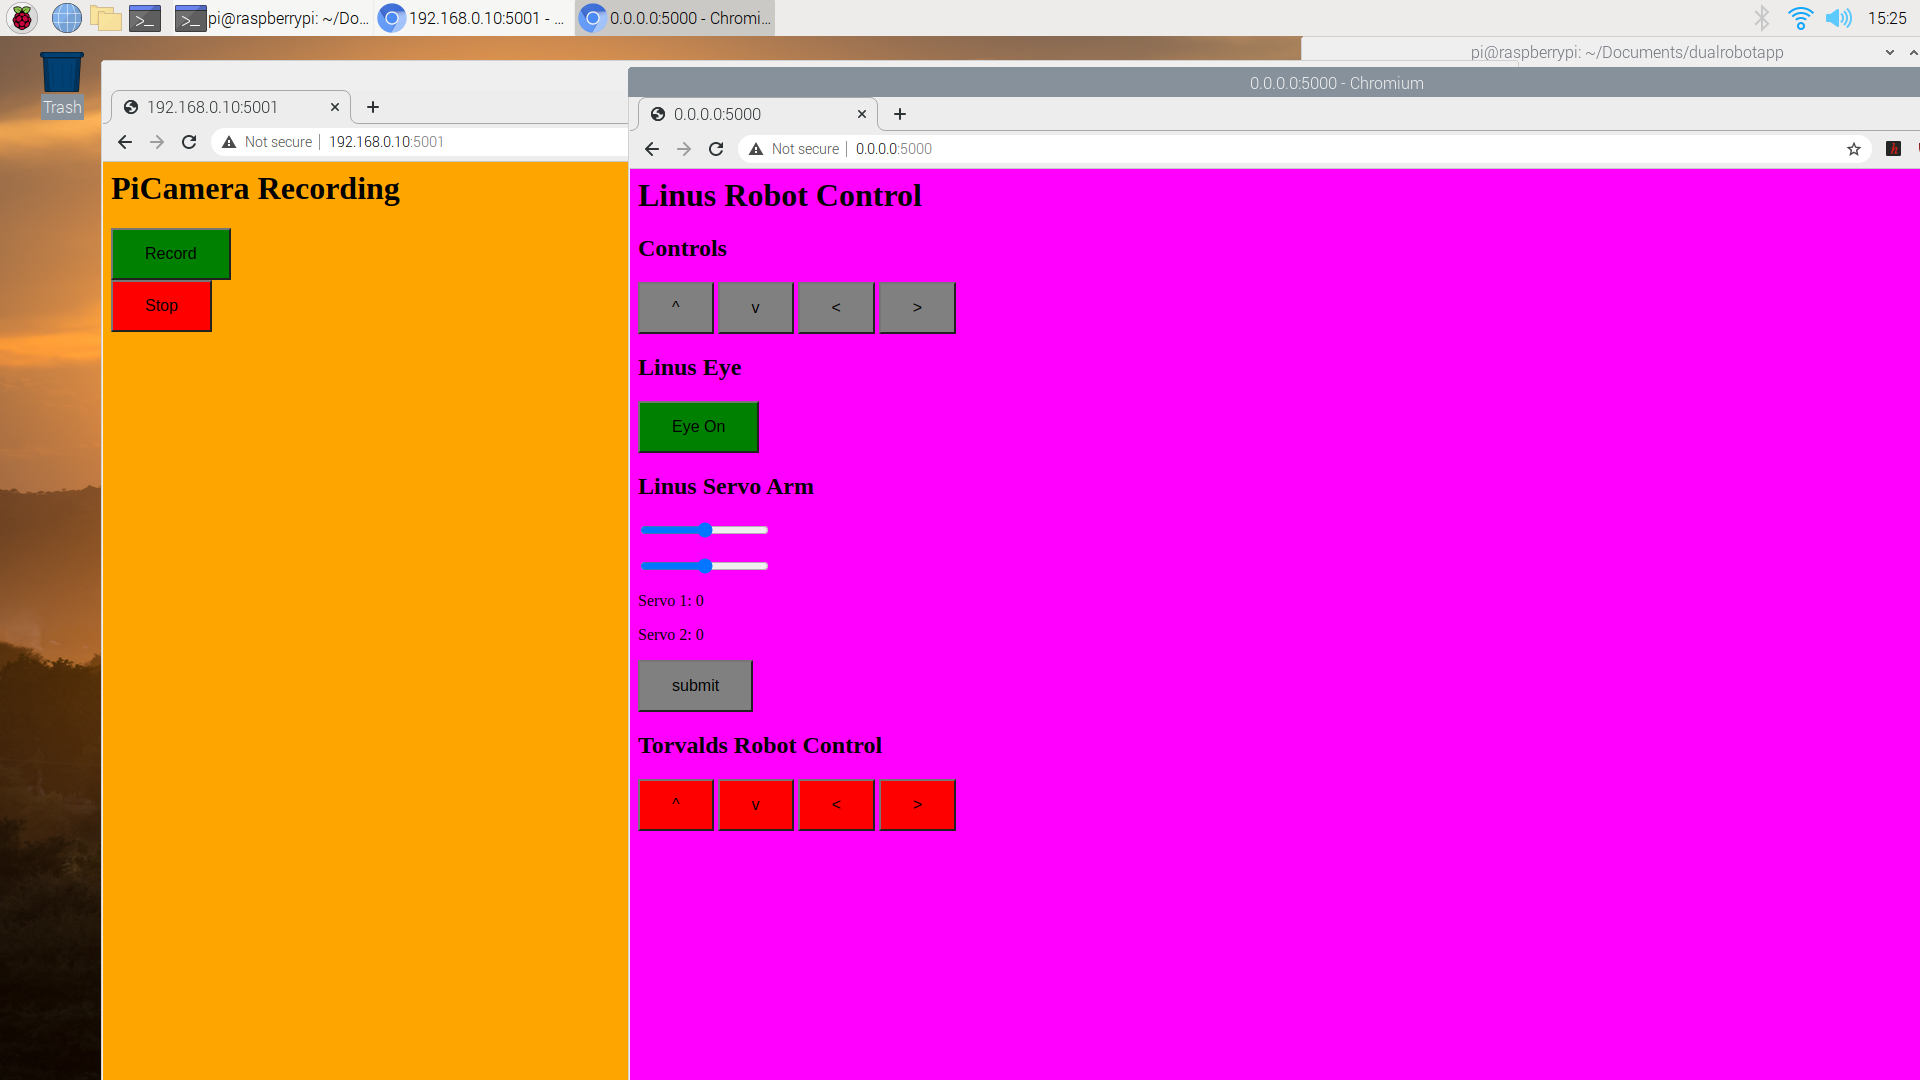 pi@raspberrypi: ~/Do...
192.168.0.10:5001 - ...
0.0.0.0:5000 - Chromi...
15:25
Trash
pi@raspberrypi: ~/Documents/dualrobotapp
192.168.0.10:5001
Not secure
192.168.0.10:5001
PiCamera Recording
Record
Stop
0.0.0.0:5000 - Chromium
0.0.0.0:5000
Not secure
0.0.0.0:5000
Linus Robot Control
Controls
^ v < >
Linus Eye
Eye On
Linus Servo Arm
Servo 1: 0
Servo 2: 0
submit
Torvalds Robot Control
^ v < >